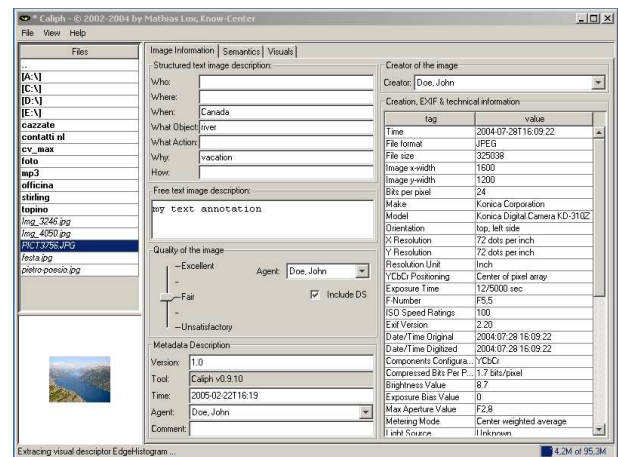 * Caliph - © 2002-2004 by Mathias Lux, Know-Center
File View Help
Files
..
[A:\]
[C:\]
[D:\]
[E:\]
cazzate
contatti nl
cv_max
foto
mp3
officina
stirling
topino
Img_3246.jpg
Img_4050.jpg
PICT3756.JPG
festa.jpg
pietro-poesio.jpg
Image Information Semantics Visuals
Structured text image description:
Who:
Where:
When: Canada
What Object: river
What Action:
Why: vacation
How:
Free text image description:
my text annotation
Quality of the image
Excellent
Fair
Unsatisfactory
Agent: Doe, John
Include DS
Metadata Description
Version: 1.0
Tool: Caliph v0.9.10
Time: 2005-02-22T16:19
Agent: Doe, John
Comment:
Creator of the image
Creator: Doe, John
Creation, EXIF & technical information
tag value
Time 2004-07-28T16:09:22
File format JPEG
File size 325038
Image x-width 1600
Image y-width 1200
Bits per pixel 24
Make Konica Corporation
Model Konica Digital Camera KD-310Z
Orientation top, left side
X Resolution 72 dots per inch
Y Resolution 72 dots per inch
Resolution Unit Inch
YCbCr Positioning Center of pixel array
Exposure Time 12/5000 sec
F-Number F5,5
ISO Speed Ratings 100
Exif Version 2.20
Date/Time Original 2004:07:28 16:09:22
Date/Time Digitized 2004:07:28 16:09:22
Components Configura... YCbCr
Compressed Bits Per P... 1.7 bits/pixel
Brightness Value 8.7
Exposure Bias Value 0
Max Aperture Value F2,8
Metering Mode Center weighted average
Light Source Unknown
Extracing visual descriptor EdgeHistogram ...
4,2M of 95,3M